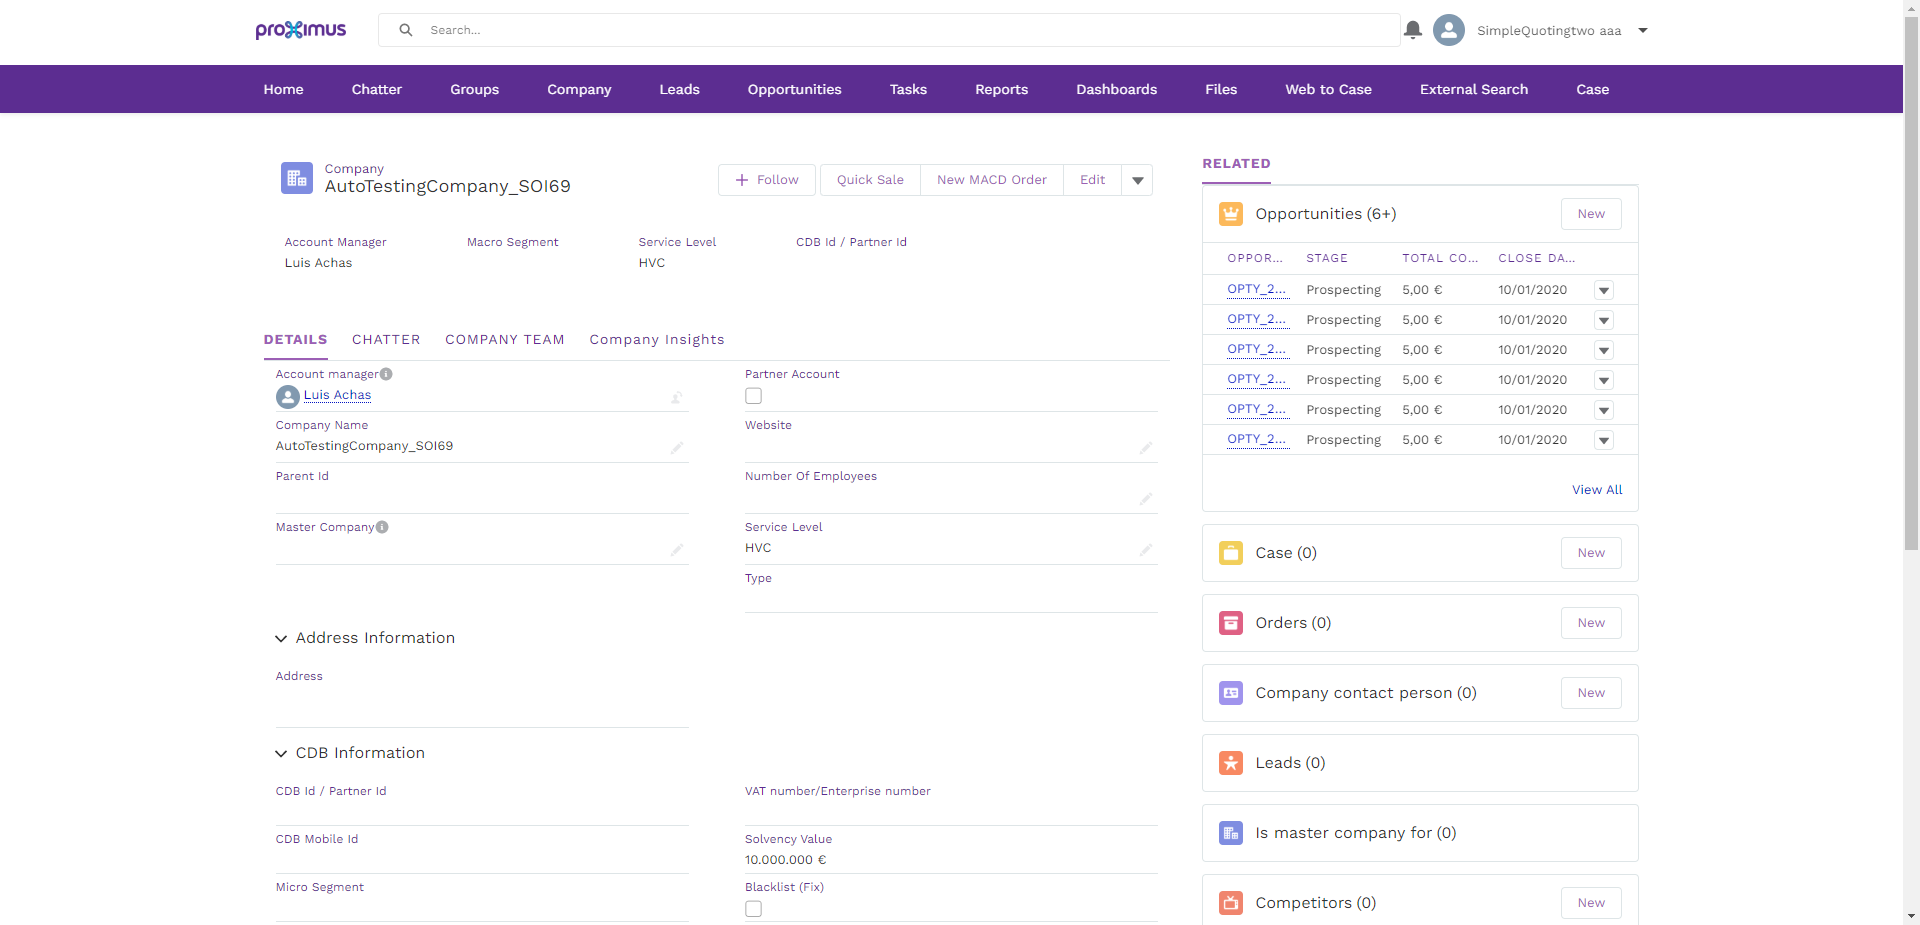 proximus
Search...
SimpleQuotingtwo aaa
Home Chatter Groups Company Leads Opportunities Tasks Reports Dashboards Files Web to Case External Search Case
Company
AutoTestingCompany_SOI69
Follow Quick Sale New MACD Order Edit
Account Manager Macro Segment Service Level CDB Id / Partner Id
Luis Achas HVC
DETAILS CHATTER COMPANY TEAM Company Insights
Account manager Partner Account
Luis Achas
Company Name Website
AutoTestingCompany_SOI69
Parent Id Number Of Employees
Master Company Service Level
HVC
Type
Address Information
Address
CDB Information
CDB Id / Partner Id VAT number/Enterprise number
CDB Mobile Id Solvency Value
10.000.000 €
Micro Segment Blacklist (Fix)
RELATED
Opportunities (6+) New
OPPOR... STAGE TOTAL CO... CLOSE DA...
OPTY_2... Prospecting 5,00 € 10/01/2020
OPTY_2... Prospecting 5,00 € 10/01/2020
OPTY_2... Prospecting 5,00 € 10/01/2020
OPTY_2... Prospecting 5,00 € 10/01/2020
OPTY_2... Prospecting 5,00 € 10/01/2020
OPTY_2... Prospecting 5,00 € 10/01/2020
View All
Case (0) New
Orders (0) New
Company contact person (0) New
Leads (0)
Is master company for (0)
Competitors (0) New